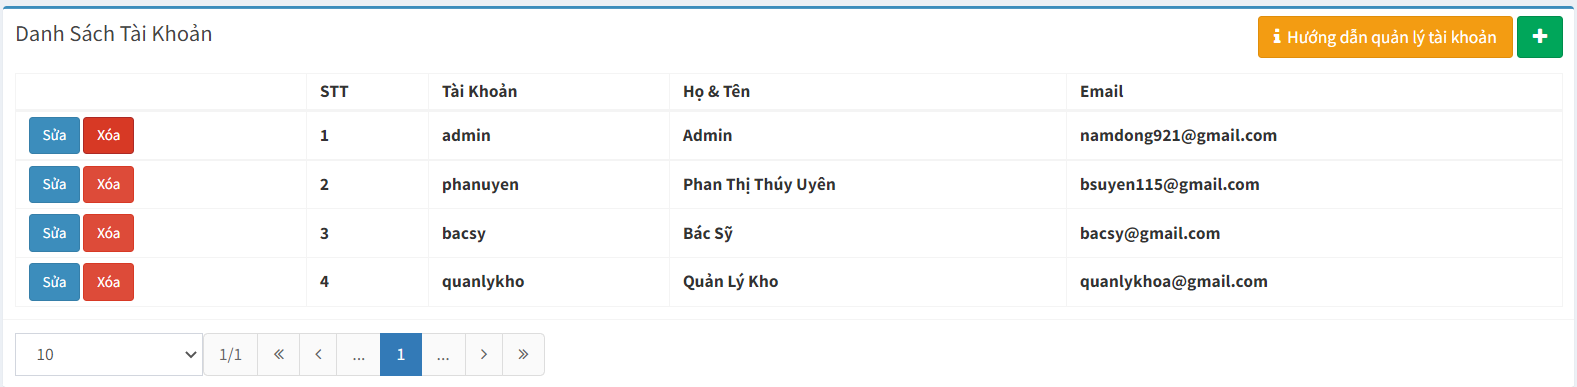 Danh Sách Tài Khoản
Hướng dẫn quản lý tài khoản
STT Tài Khoản Họ & Tên Email
Sửa Xóa 1 admin Admin namdong921@gmail.com
Sửa Xóa 2 phanuyen Phan Thị Thúy Uyên bsuyen115@gmail.com
Sửa Xóa 3 bacsy Bác Sỹ bacsy@gmail.com
Sửa Xóa 4 quanlykho Quản Lý Kho quanlykhoa@gmail.com
10 1/1 « ‹ ... 1 ... › »